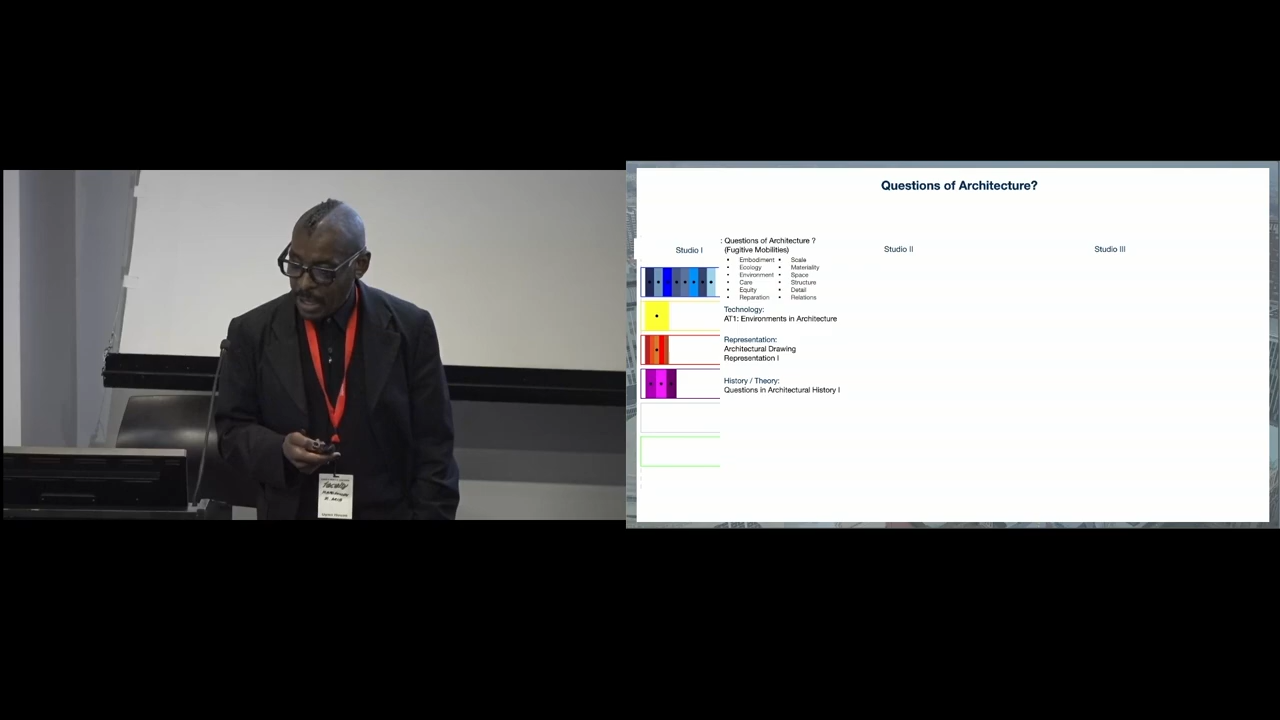 Questions of Architecture?
Studio I
: Questions of Architecture ?
(Fugitive Mobilities)
Studio II
Studio III
• Embodiment • Scale
• Ecology • Materiality
• Environment • Space
• Care • Structure
• Equity • Detail
• Reparation • Relations
Technology:
AT1: Environments in Architecture
Representation:
Architectural Drawing
Representation I
History / Theory:
Questions in Architectural History I
Faculty